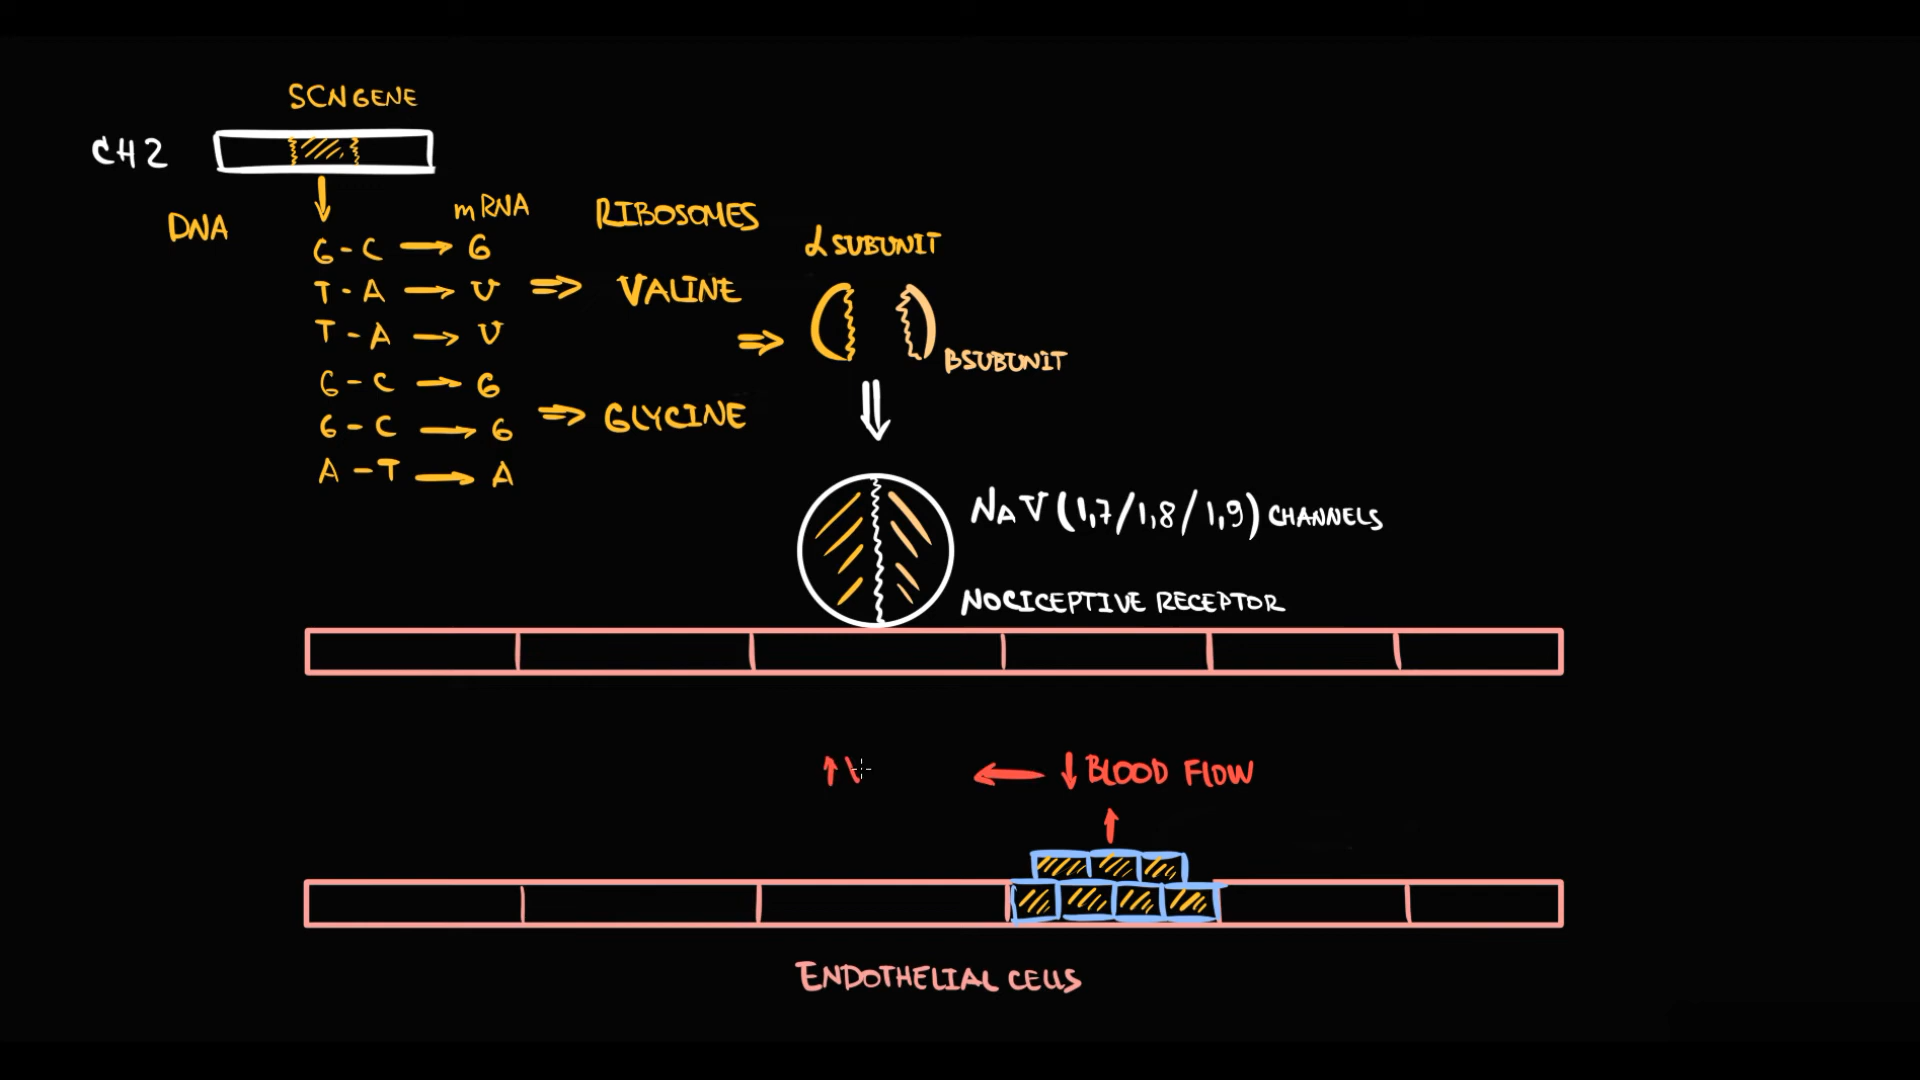 SCN GENE
CH2
DNA
mRNA
RIBOSOMES
G - C → G
T - A → U
T - A → U
G - C → G
G - C → G
A - T → A
⇒ VALINE
⇒ GLYCINE
⇒
α SUBUNIT
β SUBUNIT
NaV (1,7/1,8/1,9) CHANNELS
NOCICEPTIVE RECEPTOR
↑ V
← ↓ BLOOD FLOW
ENDOTHELIAL CELLS